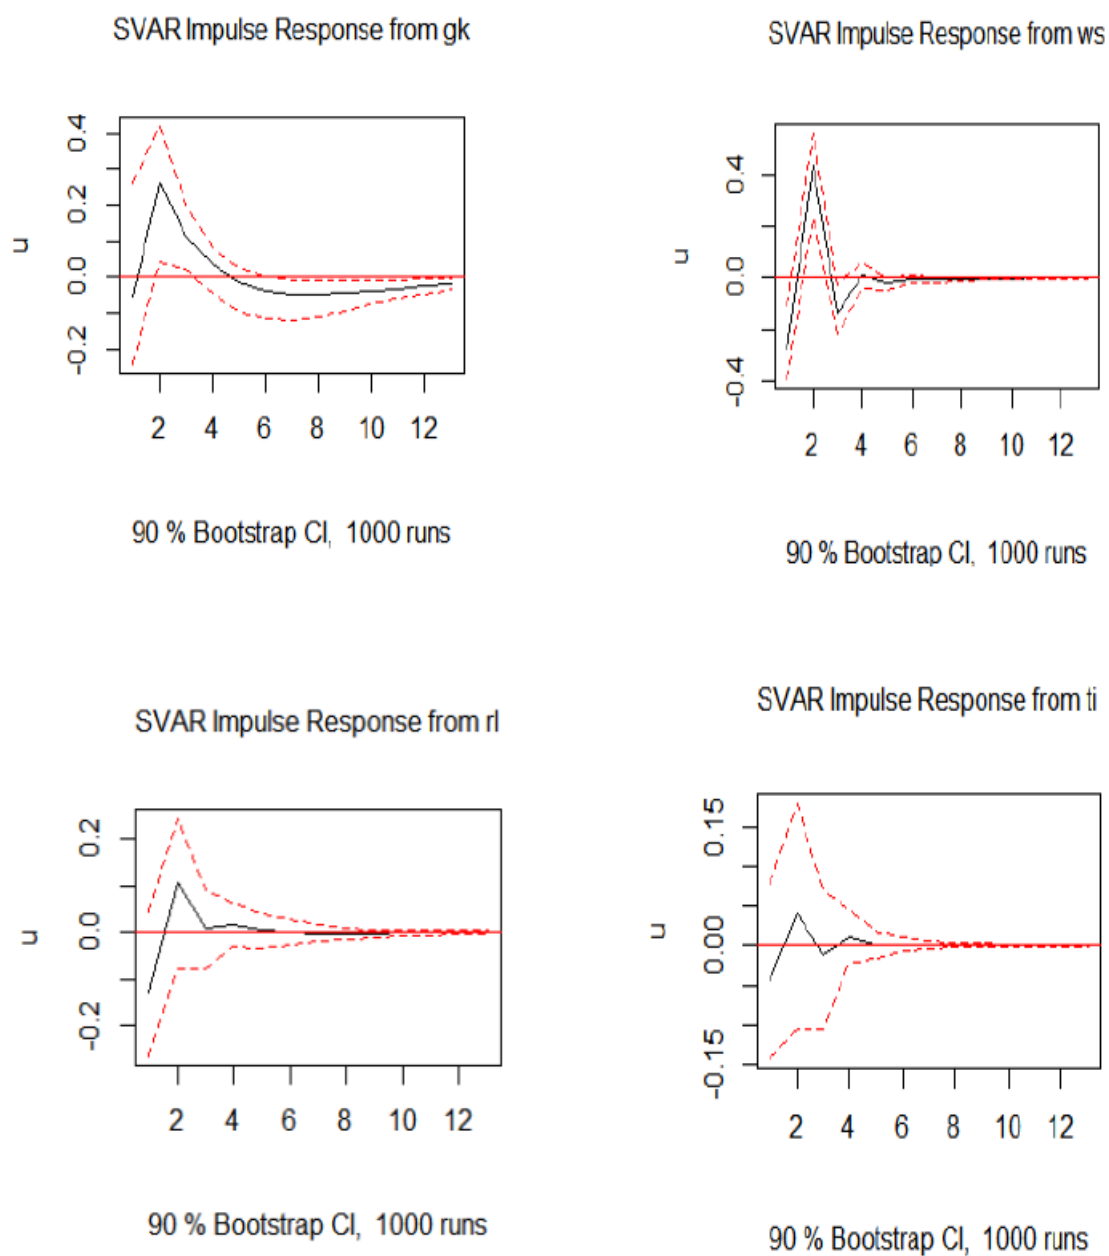 SVAR Impulse Response from gk
u
0.4
0.2
0.0
-0.2
2 4 6 8 10 12
90 % Bootstrap CI, 1000 runs
SVAR Impulse Response from ws
u
0.4
0.0
-0.4
2 4 6 8 10 12
90 % Bootstrap CI, 1000 runs
SVAR Impulse Response from rl
u
0.2
0.0
-0.2
2 4 6 8 10 12
90 % Bootstrap CI, 1000 runs
SVAR Impulse Response from ti
u
0.15
0.00
-0.15
2 4 6 8 10 12
90 % Bootstrap CI, 1000 runs